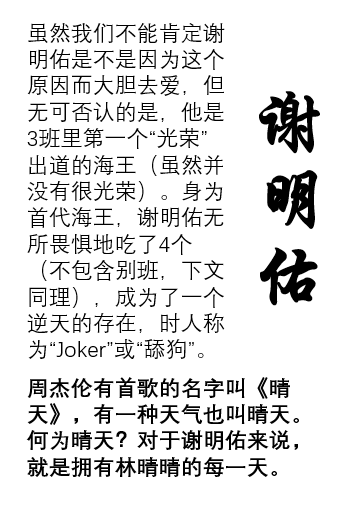 虽然我们不能肯定谢
明佑是不是因为这个
原因而大胆去爱，但
无可否认的是，他是
3班里第一个“光荣”
出道的海王（虽然并
没有很光荣）。身为
首代海王，谢明佑无
所畏惧地吃了4个
（不包含别班，下文
同理），成为了一个
逆天的存在，时人称
为“Joker”或“舔狗”。
谢
明
佑
周杰伦有首歌的名字叫《晴
天》，有一种天气也叫晴天。
何为晴天？对于谢明佑来说，
就是拥有林晴晴的每一天。